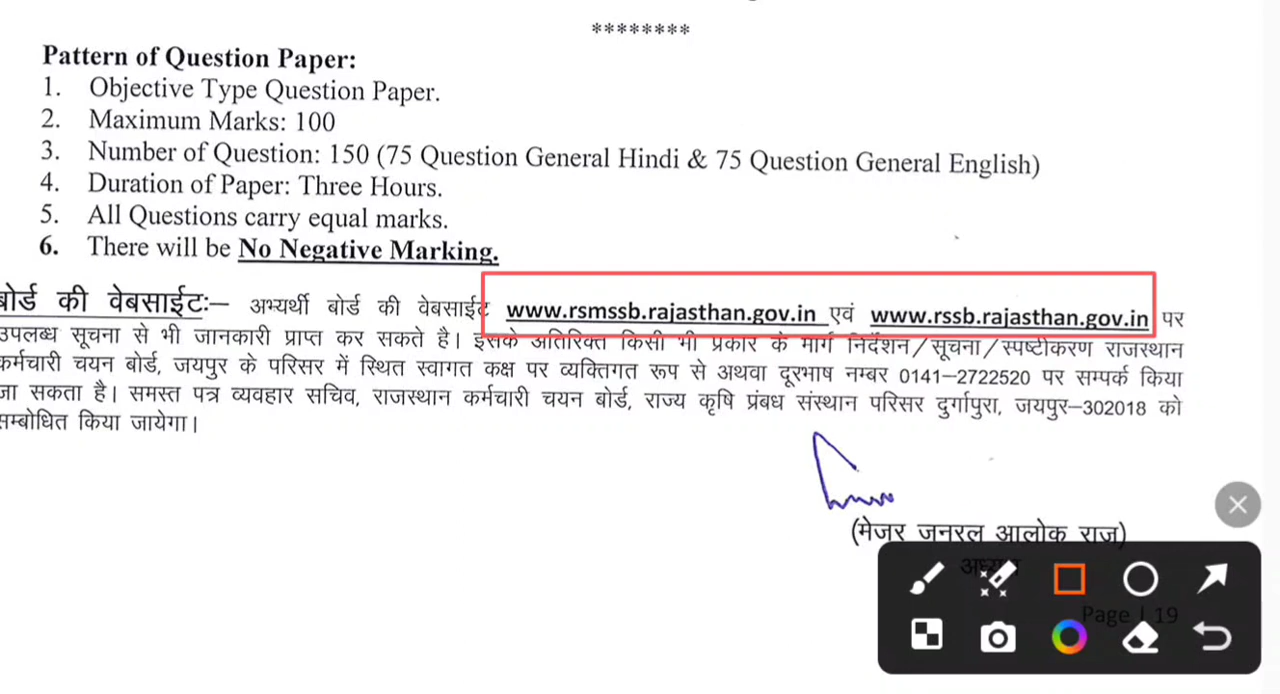 ********
Pattern of Question Paper:
1. Objective Type Question Paper.
2. Maximum Marks: 100
3. Number of Question: 150 (75 Question General Hindi & 75 Question General English)
4. Duration of Paper: Three Hours.
5. All Questions carry equal marks.
6. There will be No Negative Marking.
बोर्ड की वेबसाईटः– अभ्यर्थी बोर्ड की वेबसाईट www.rsmssb.rajasthan.gov.in एवं www.rssb.rajasthan.gov.in पर
उपलब्ध सूचना से भी जानकारी प्राप्त कर सकते है। इसके अतिरिक्त किसी भी प्रकार के मार्ग निर्देशन/सूचना/स्पष्टीकरण राजस्थान
कर्मचारी चयन बोर्ड, जयपुर के परिसर में स्थित स्वागत कक्ष पर व्यक्तिगत रूप से अथवा दूरभाष नम्बर 0141–2722520 पर सम्पर्क किया
जा सकता है। समस्त पत्र व्यवहार सचिव, राजस्थान कर्मचारी चयन बोर्ड, राज्य कृषि प्रंबध संस्थान परिसर दुर्गापुरा, जयपुर–302018 को
सम्बोधित किया जायेगा।
(मेजर जनरल आलोक राज)
अध्यक्ष
Page | 19